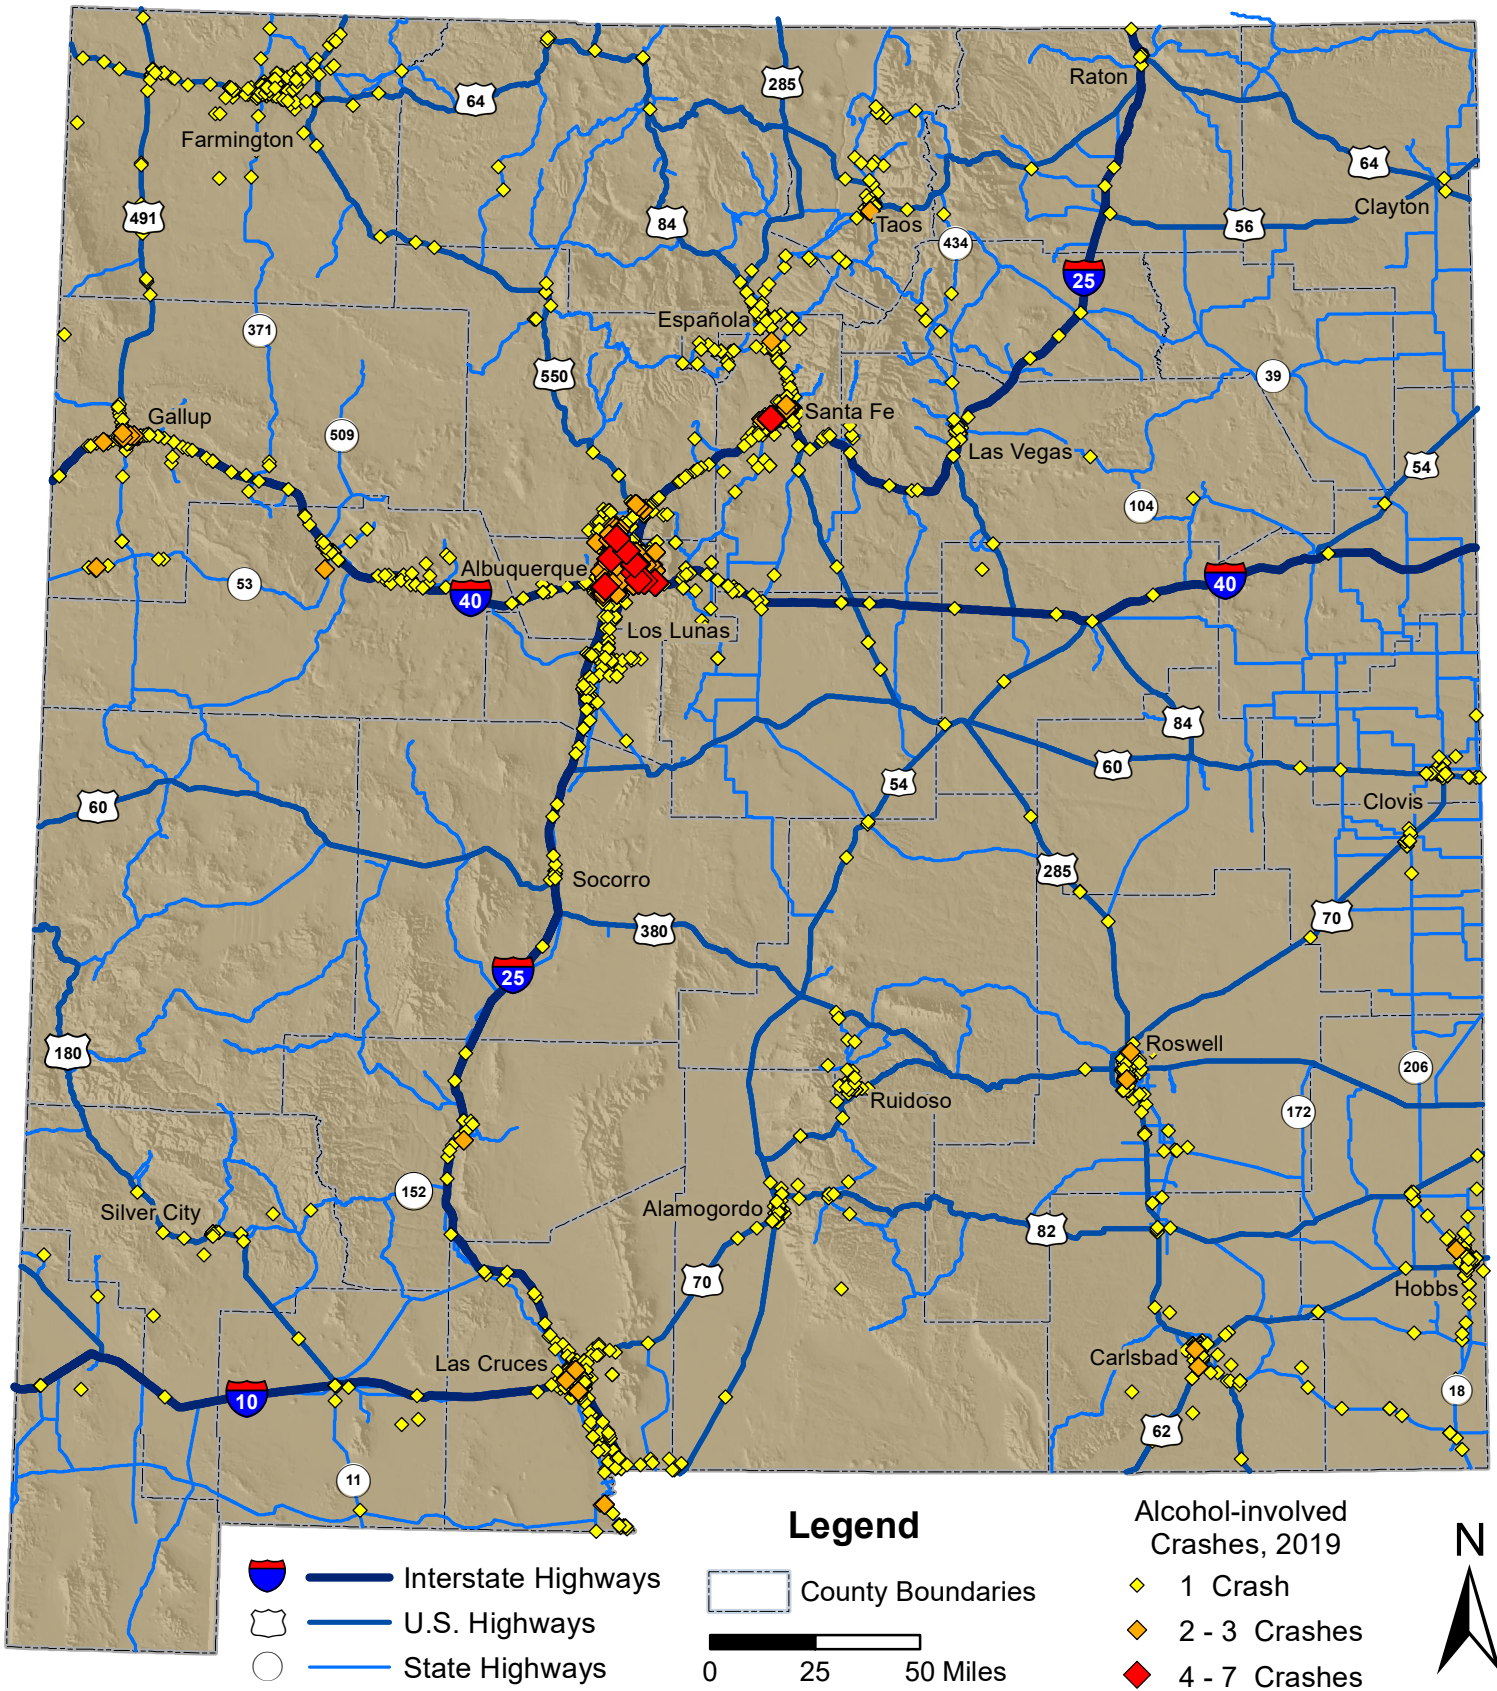 Raton
285
64
Farmington
64
Clayton
491
84
Taos
56
434
25
Española
371
550
39
Gallup
Santa Fe
509
Las Vegas
54
104
Albuquerque
53
40
40
Los Lunas
84
60
54
60
Clovis
Socorro
285
70
380
25
Roswell
180
206
Ruidoso
172
152
Silver City
Alamogordo
82
70
Hobbs
Las Cruces
Carlsbad
10
18
62
11
Legend
Interstate Highways
U.S. Highways
State Highways
County Boundaries
0 25 50 Miles
Alcohol-involved
Crashes, 2019
1 Crash
2 - 3 Crashes
4 - 7 Crashes
N